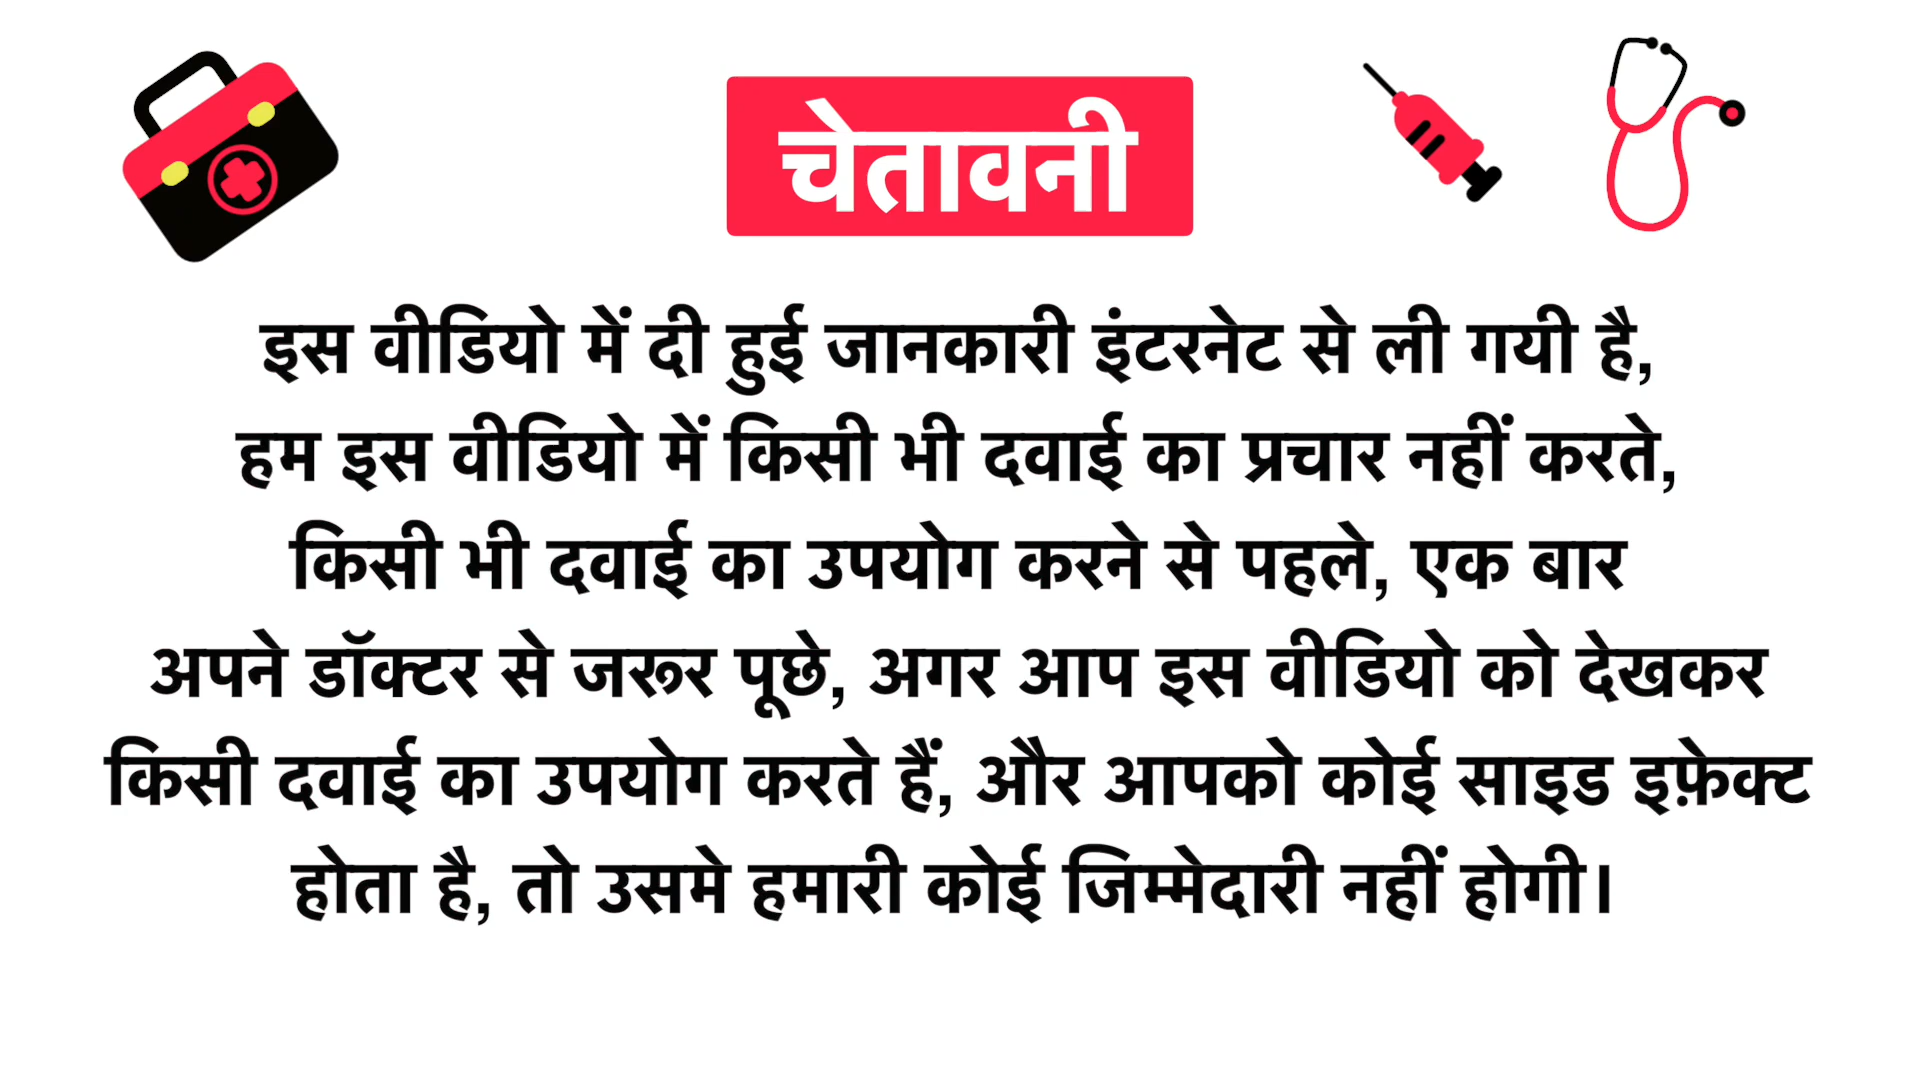 चेतावनी
इस वीडियो में दी हुई जानकारी इंटरनेट से ली गयी है,
हम इस वीडियो में किसी भी दवाई का प्रचार नहीं करते,
किसी भी दवाई का उपयोग करने से पहले, एक बार
अपने डॉक्टर से जरूर पूछे, अगर आप इस वीडियो को देखकर
किसी दवाई का उपयोग करते हैं, और आपको कोई साइड इफ़ेक्ट
होता है, तो उसमे हमारी कोई जिम्मेदारी नहीं होगी।